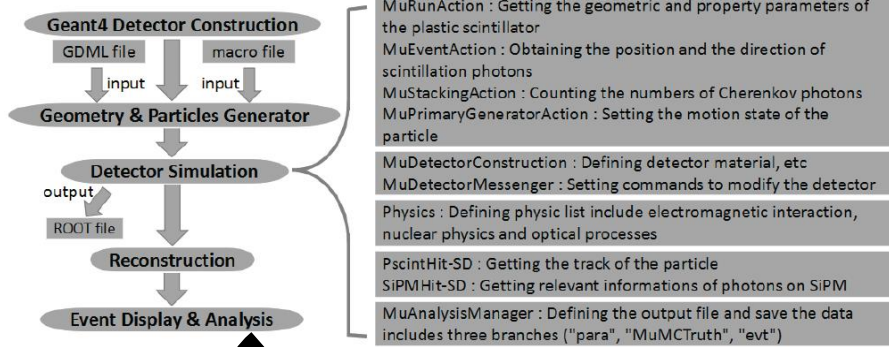 Geant4 Detector Construction
GDML file
macro file
input
input
Geometry & Particles Generator
Detector Simulation
output
ROOT file
Reconstruction
Event Display & Analysis
MuRunAction : Getting the geometric and property parameters of
the plastic scintillator
MuEventAction : Obtaining the position and the direction of
scintillation photons
MuStackingAction : Counting the numbers of Cherenkov photons
MuPrimaryGeneratorAction : Setting the motion state of the
particle
MuDetectorConstruction : Defining detector material, etc
MuDetectorMessenger : Setting commands to modify the detector
Physics : Defining physic list include electromagnetic interaction,
nuclear physics and optical processes
PscintHit-SD : Getting the track of the particle
SiPMHit-SD : Getting relevant informations of photons on SiPM
MuAnalysisManager : Defining the output file and save the data
includes three branches ("para", "MuMCTruth", "evt")